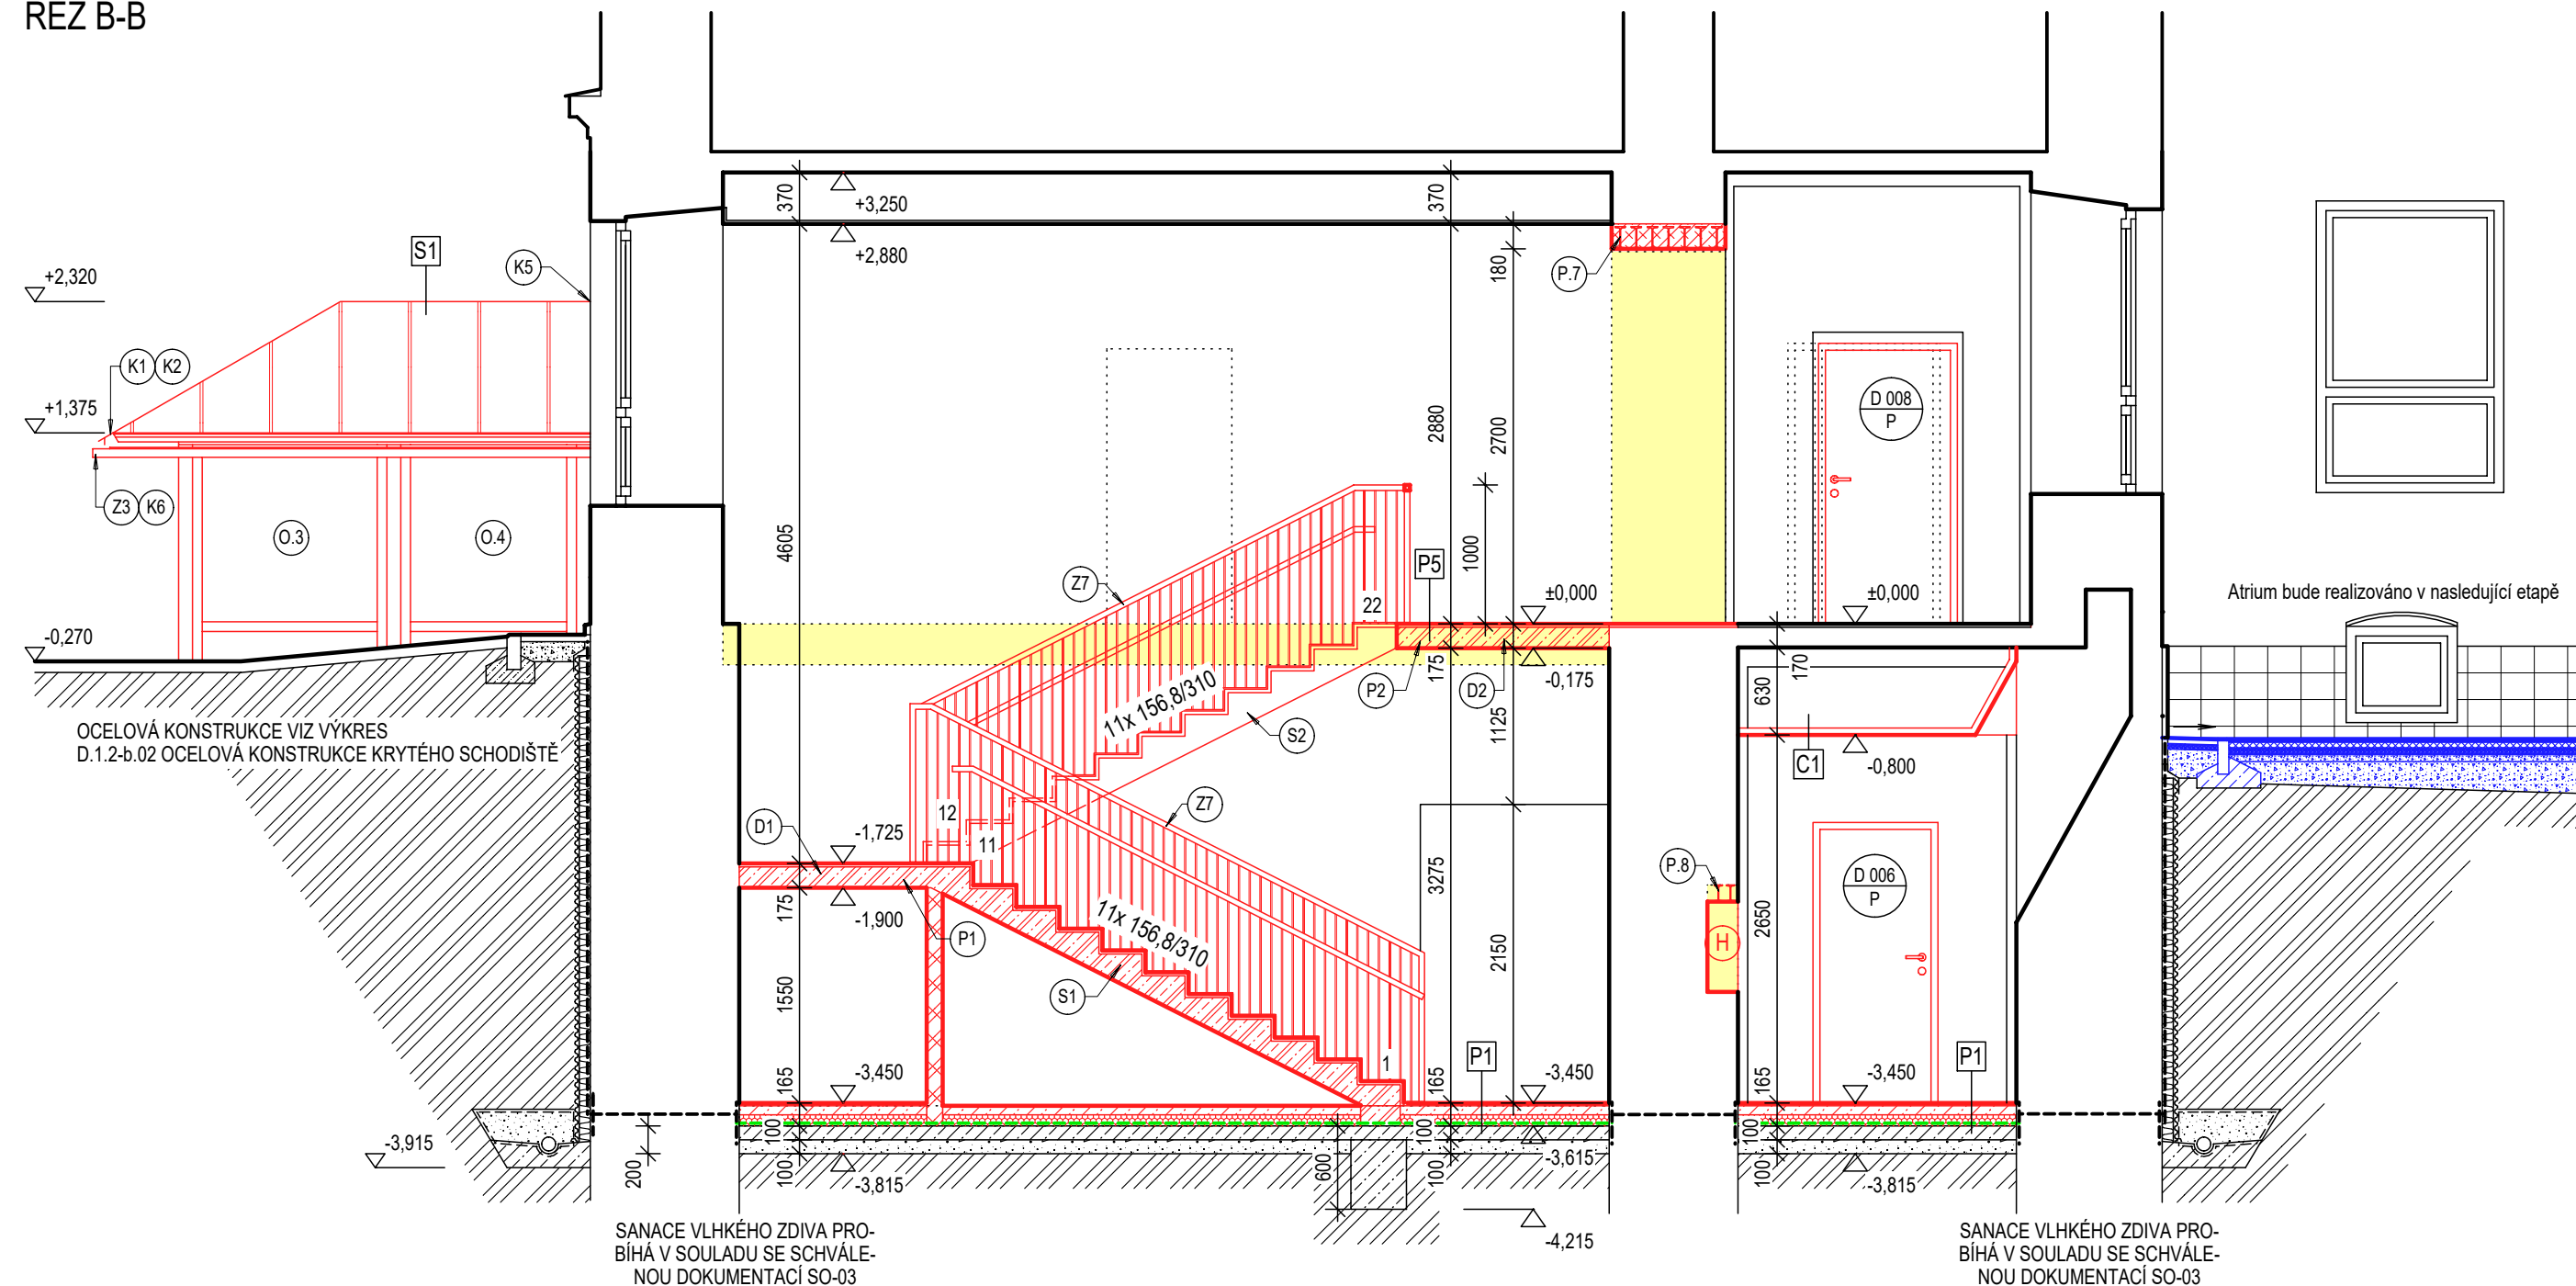 ŘEZ B-B
370
+3,250
370
+2,880
S1
K5
+2,320
180
P.7
K1
K2
+1,375
D 008
P
2880
2700
Z3
K6
O.3
O.4
4605
1000
P5
Z7
22
±0,000
±0,000
Atrium bude realizováno v nasledující etapě
-0,270
175
-0,175
P2
D2
170
630
11x 156,8/310
S2
1125
OCELOVÁ KONSTRUKCE VIZ VÝKRES
D.1.2-b.02 OCELOVÁ KONSTRUKCE KRYTÉHO SCHODIŠTĚ
C1
-0,800
12
Z7
D1
-1,725
11
3275
P.8
D 006
P
175
-1,900
P1
11x 156,8/310
2650
H
2150
1550
S1
1
P1
P1
165
-3,450
165
-3,450
165
-3,450
100
100
100
-3,915
200
100
-3,815
600
100
-3,615
100
-3,815
-4,215
SANACE VLHKÉHO ZDIVA PRO-
BÍHÁ V SOULADU SE SCHVÁLE-
NOU DOKUMENTACÍ SO-03
SANACE VLHKÉHO ZDIVA PRO-
BÍHÁ V SOULADU SE SCHVÁLE-
NOU DOKUMENTACÍ SO-03